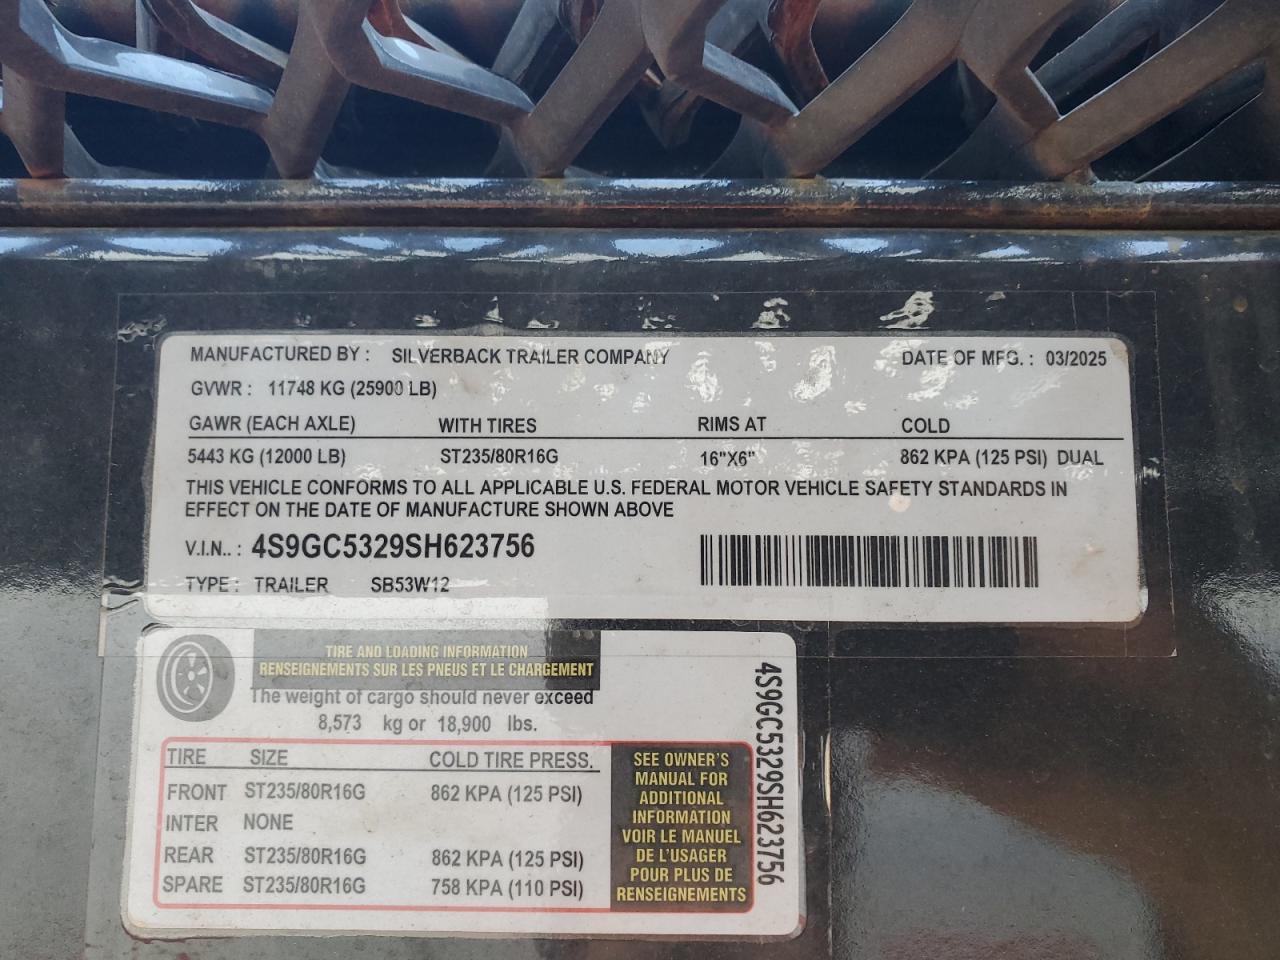 MANUFACTURED BY : SILVERBACK TRAILER COMPANY DATE OF MFG. : 03/2025
GVWR : 11748 KG (25900 LB)
GAWR (EACH AXLE) WITH TIRES RIMS AT COLD
5443 KG (12000 LB) ST235/80R16G 16"X6" 862 KPA (125 PSI) DUAL
THIS VEHICLE CONFORMS TO ALL APPLICABLE U.S. FEDERAL MOTOR VEHICLE SAFETY STANDARDS IN
EFFECT ON THE DATE OF MANUFACTURE SHOWN ABOVE
V.I.N.. : 4S9GC5329SH623756
TYPE : TRAILER SB53W12
TIRE AND LOADING INFORMATION
RENSEIGNEMENTS SUR LES PNEUS ET LE CHARGEMENT
The weight of cargo should never exceed
8,573 kg or 18,900 lbs.
TIRE SIZE COLD TIRE PRESS.
FRONT ST235/80R16G 862 KPA (125 PSI)
INTER NONE
REAR ST235/80R16G 862 KPA (125 PSI)
SPARE ST235/80R16G 758 KPA (110 PSI)
SEE OWNER'S
MANUAL FOR
ADDITIONAL
INFORMATION
VOIR LE MANUEL
DE L'USAGER
POUR PLUS DE
RENSEIGNEMENTS
4S9GC5329SH623756